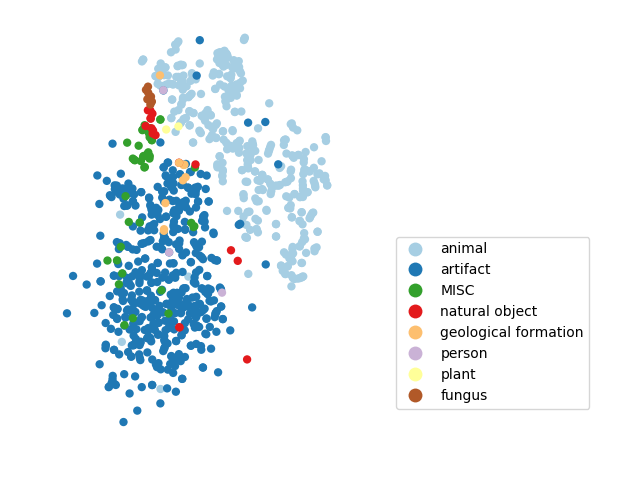 animal
artifact
MISC
natural object
geological formation
person
plant
fungus